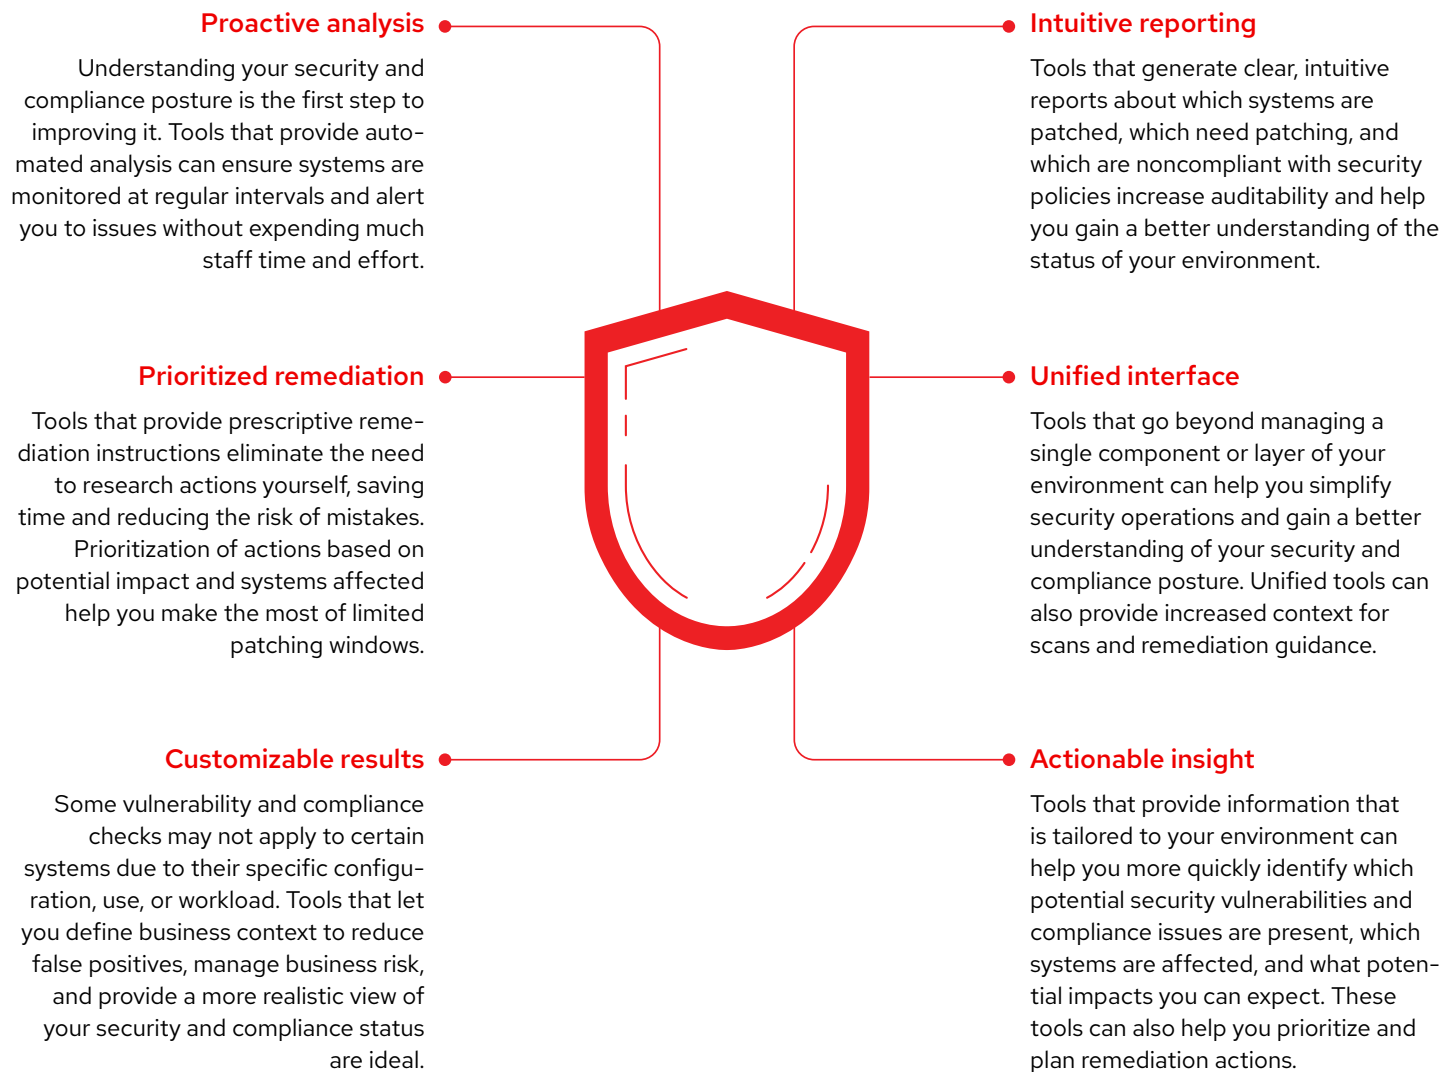 Proactive analysis
Understanding your security and
compliance posture is the first step to
improving it. Tools that provide auto-
mated analysis can ensure systems are
monitored at regular intervals and alert
you to issues without expending much
staff time and effort.
Prioritized remediation
Tools that provide prescriptive reme-
diation instructions eliminate the need
to research actions yourself, saving
time and reducing the risk of mistakes.
Prioritization of actions based on
potential impact and systems affected
help you make the most of limited
patching windows.
Customizable results
Some vulnerability and compliance
checks may not apply to certain
systems due to their specific configu-
ration, use, or workload. Tools that let
you define business context to reduce
false positives, manage business risk,
and provide a more realistic view of
your security and compliance status
are ideal.
Intuitive reporting
Tools that generate clear, intuitive
reports about which systems are
patched, which need patching, and
which are noncompliant with security
policies increase auditability and help
you gain a better understanding of the
status of your environment.
Unified interface
Tools that go beyond managing a
single component or layer of your
environment can help you simplify
security operations and gain a better
understanding of your security and
compliance posture. Unified tools can
also provide increased context for
scans and remediation guidance.
Actionable insight
Tools that provide information that
is tailored to your environment can
help you more quickly identify which
potential security vulnerabilities and
compliance issues are present, which
systems are affected, and what poten-
tial impacts you can expect. These
tools can also help you prioritize and
plan remediation actions.